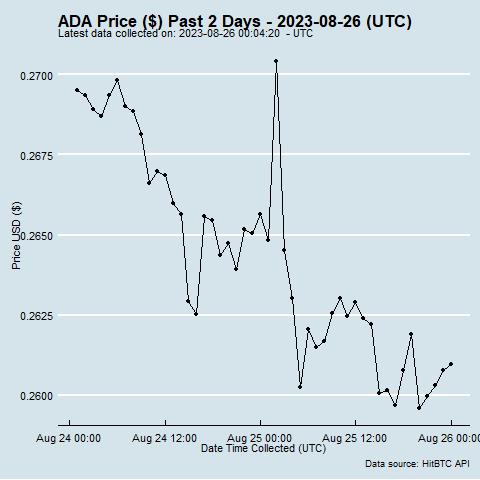 ADA Price ($) Past 2 Days - 2023-08-26 (UTC)
Latest data collected on: 2023-08-26 00:04:20 - UTC
0.2700
0.2675
0.2650
0.2625
0.2600
Price USD ($)
Aug 24 00:00 Aug 24 12:00 Aug 25 00:00 Aug 25 12:00 Aug 26 00:00
Date Time Collected (UTC)
Data source: HitBTC API